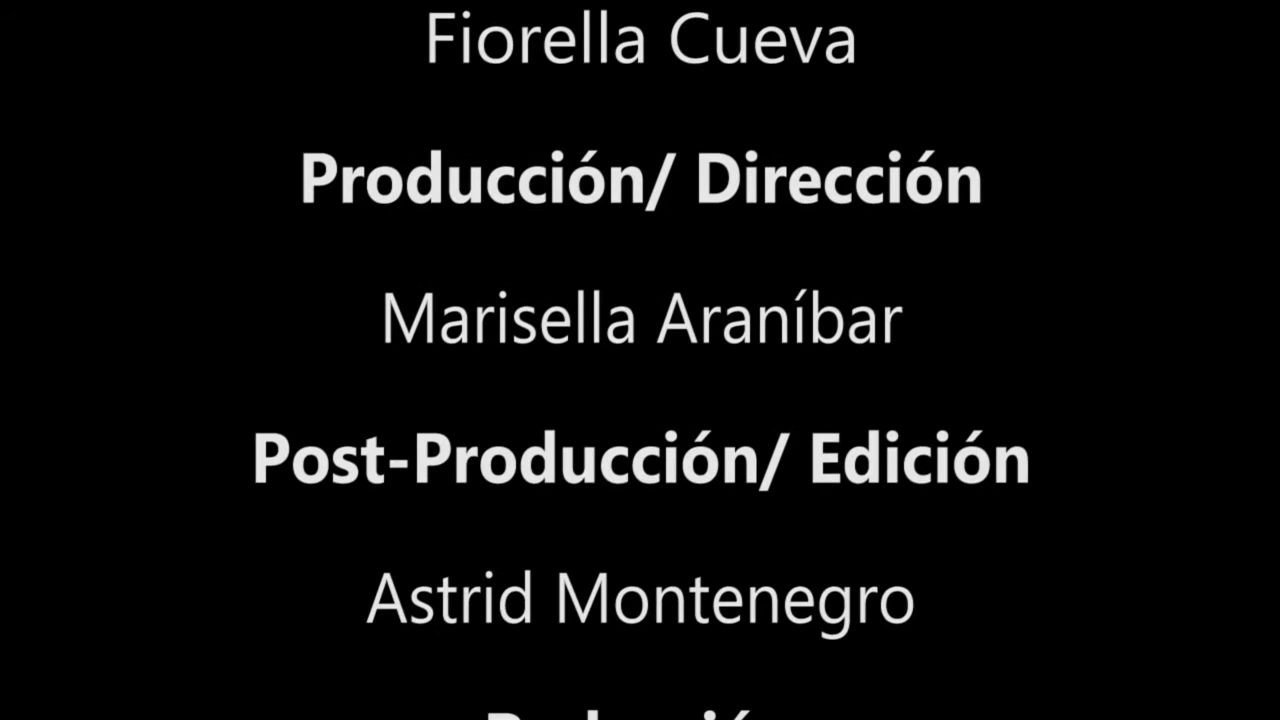 Fiorella Cueva
Producción/ Dirección
Marisella Araníbar
Post-Producción/ Edición
Astrid Montenegro